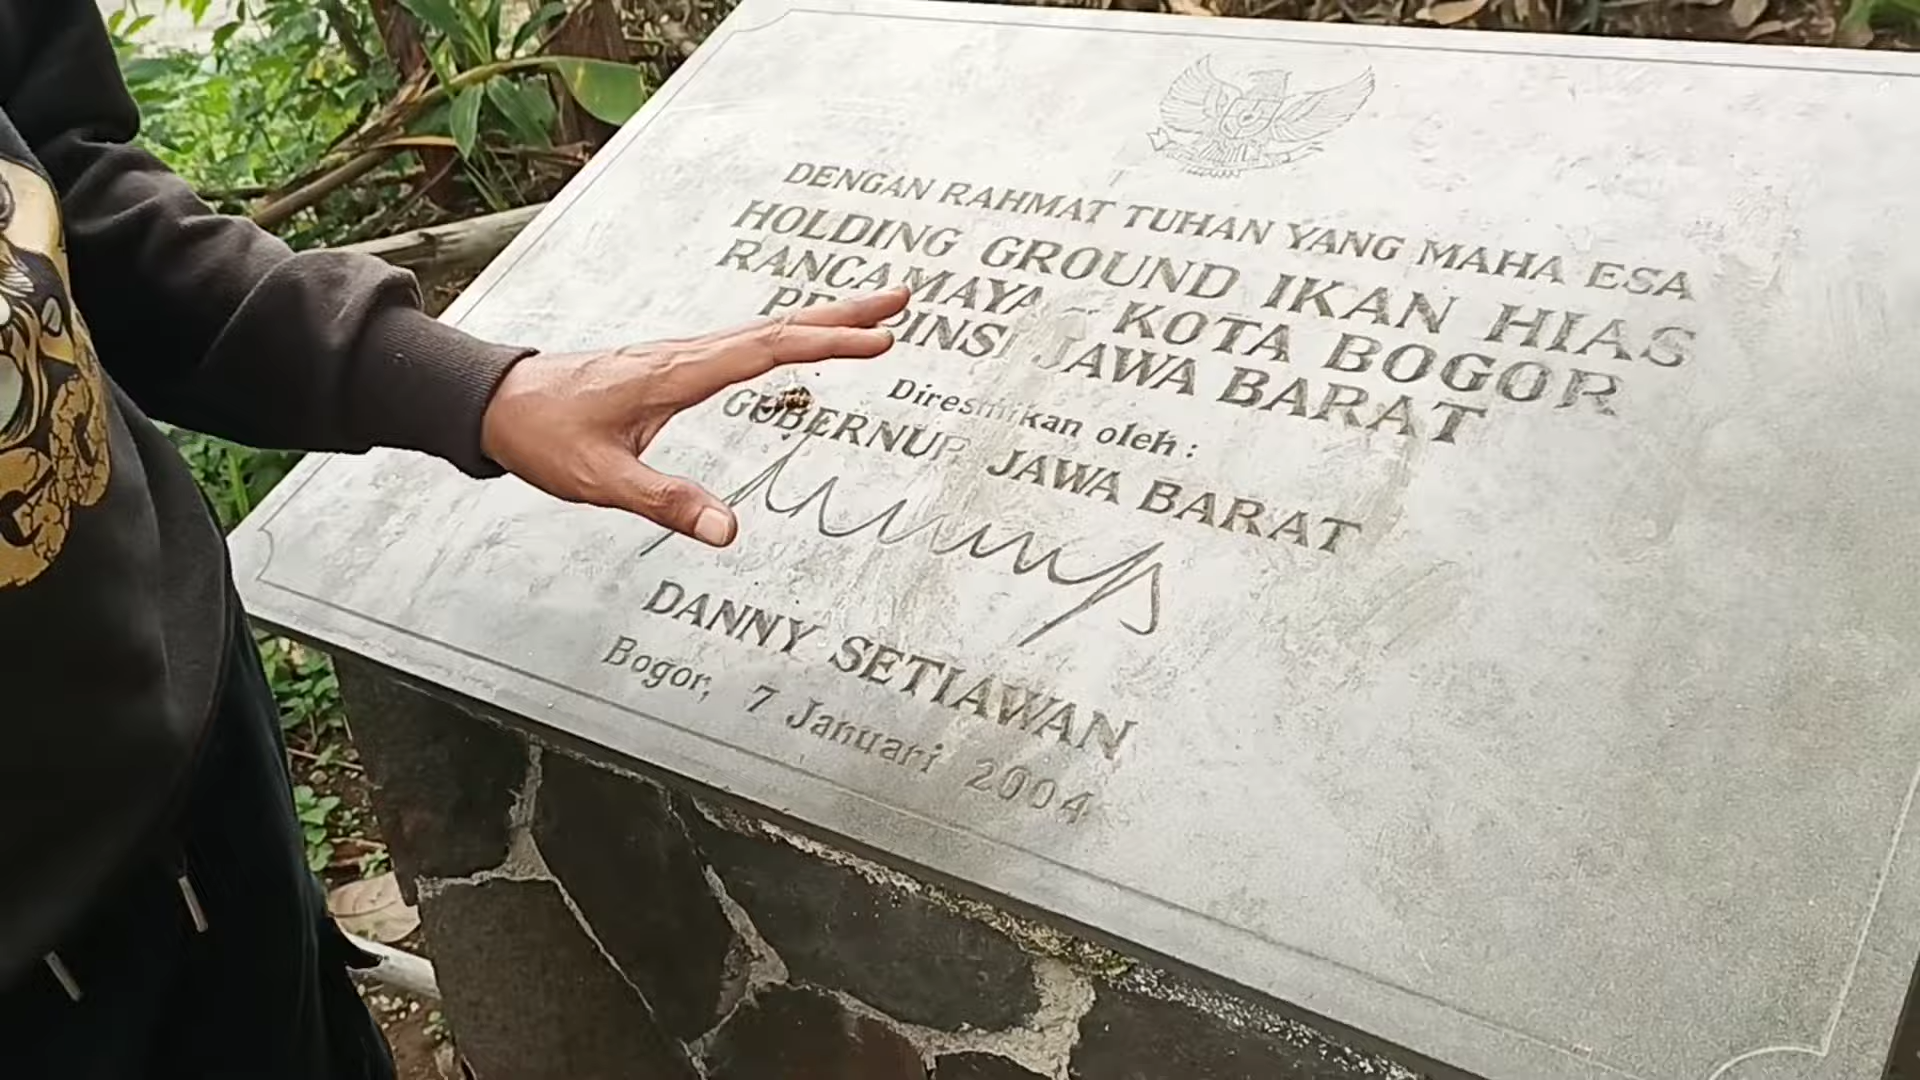 DENGAN RAHMAT TUHAN YANG MAHA ESA
HOLDING GROUND IKAN HIAS
RANCAMAYA - KOTA BOGOR
PROPINSI JAWA BARAT
Diresmikan oleh :
GUBERNUR JAWA BARAT
DANNY SETIAWAN
Bogor, 7 Januari 2004